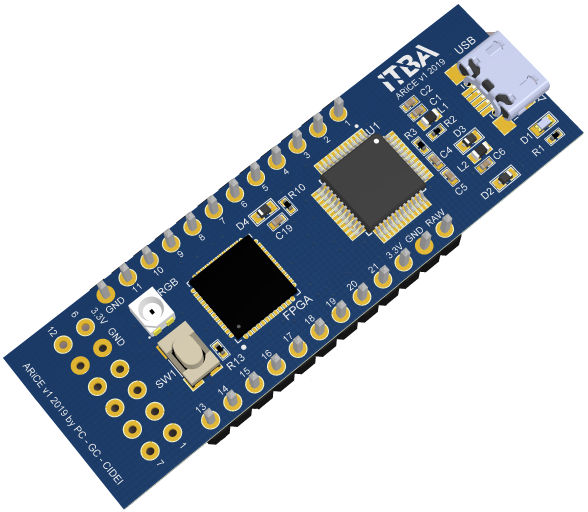 USB
ITBA
ARiCE v1 2019
C2
C1
L1
R2
R3
C4
C5
D3
L2
C6
D2
D1
R1
U1
1
2
3
4
5
6
7
8
9
10
11
GND
R10
D4
C19
RAW
GND
3.3V
21
20
19
18
17
16
15
14
13
FPGA
RGB
SW1
R13
3.3V
GND
6
12
1
7
ARiCE v1 2019 by PC - GC - CIDEI